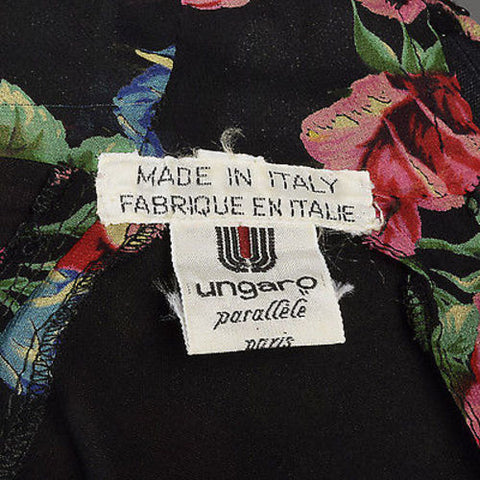 MADE IN ITALY
FABRIQUE EN ITALIE
ungaro
parallèle
paris